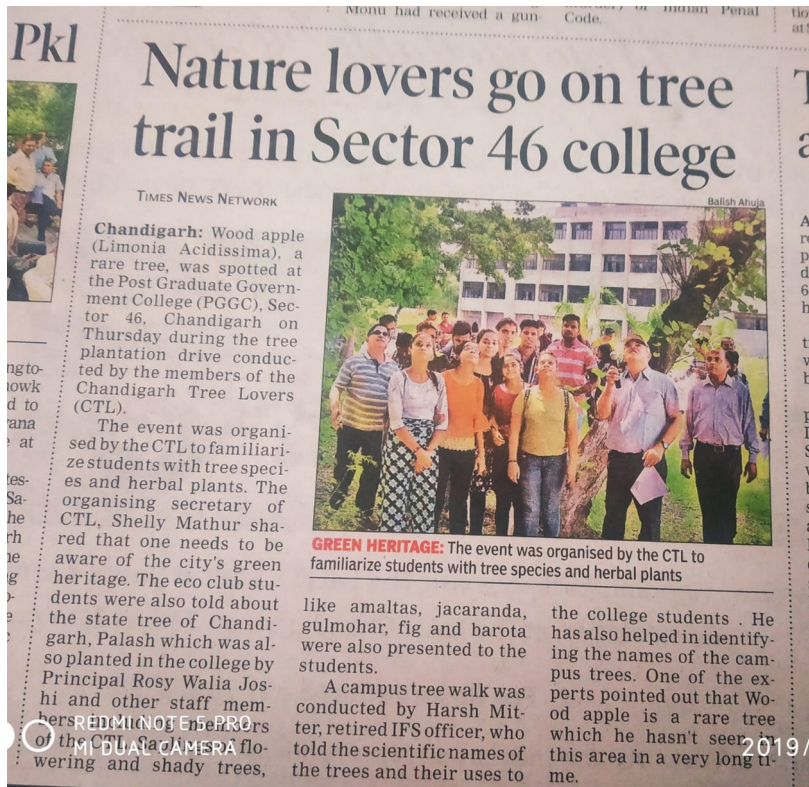 Monu had received a gun-
Code.
Indian Penal
Pkl
Nature lovers go on tree
trail in Sector 46 college
TIMES NEWS NETWORK
Balish Ahuja
Chandigarh: Wood apple
(Limonia Acidissima), a
rare tree, was spotted at
the Post Graduate Govern-
ment College (PGGC), Sec-
tor 46, Chandigarh on
Thursday during the tree
plantation drive conduc-
ted by the members of the
Chandigarh Tree Lovers
(CTL).
The event was organi-
sed by the CTL to familiari-
ze students with tree speci-
es and herbal plants. The
organising secretary of
CTL, Shelly Mathur sha-
red that one needs to be
aware of the city's green
heritage. The eco club stu-
dents were also told about
the state tree of Chandi-
garh, Palash which was al-
so planted in the college by
Principal Rosy Walia Jos-
hi and other staff mem-
bers
of the CTL. flo-
wering and shady trees,
GREEN HERITAGE: The event was organised by the CTL to
familiarize students with tree species and herbal plants
like amaltas, jacaranda,
gulmohar, fig and barota
were also presented to the
students.
A campus tree walk was
conducted by Harsh Mit-
ter, retired IFS officer, who
told the scientific names of
the trees and their uses to
the college students . He
has also helped in identify-
ing the names of the cam-
pus trees. One of the ex-
perts pointed out that Wo-
od apple is a rare tree
which he hasn't seen in
this area in a very long ti-
me.
REDMI NOTE 5 PRO
MI DUAL CAMERA
2019/